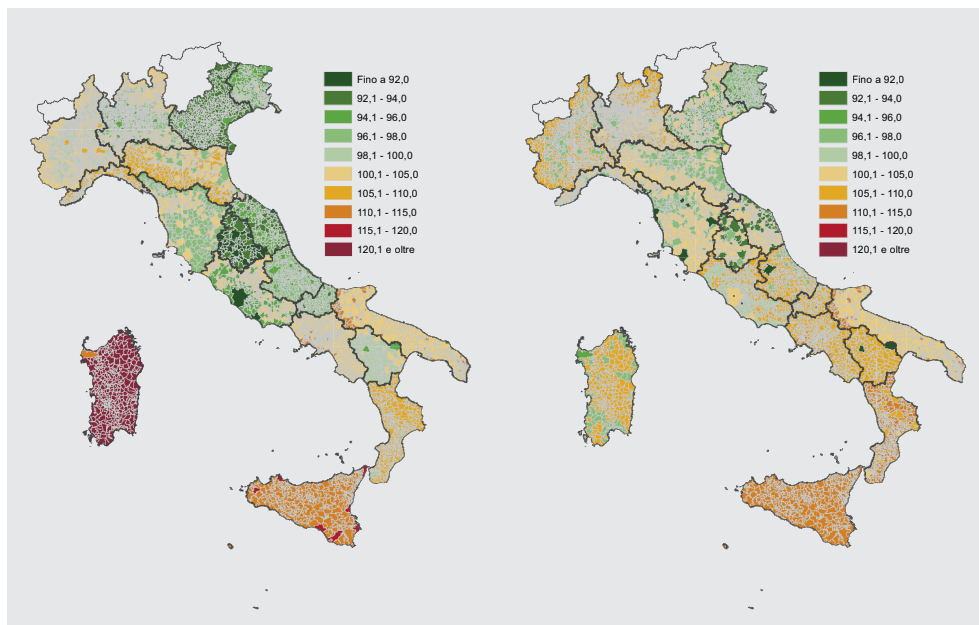 Fino a 92,0
92,1 - 94,0
94,1 - 96,0
96,1 - 98,0
98,1 - 100,0
100,1 - 105,0
105,1 - 110,0
110,1 - 115,0
115,1 - 120,0
120,1 e oltre
Fino a 92,0
92,1 - 94,0
94,1 - 96,0
96,1 - 98,0
98,1 - 100,0
100,1 - 105,0
105,1 - 110,0
110,1 - 115,0
115,1 - 120,0
120,1 e oltre